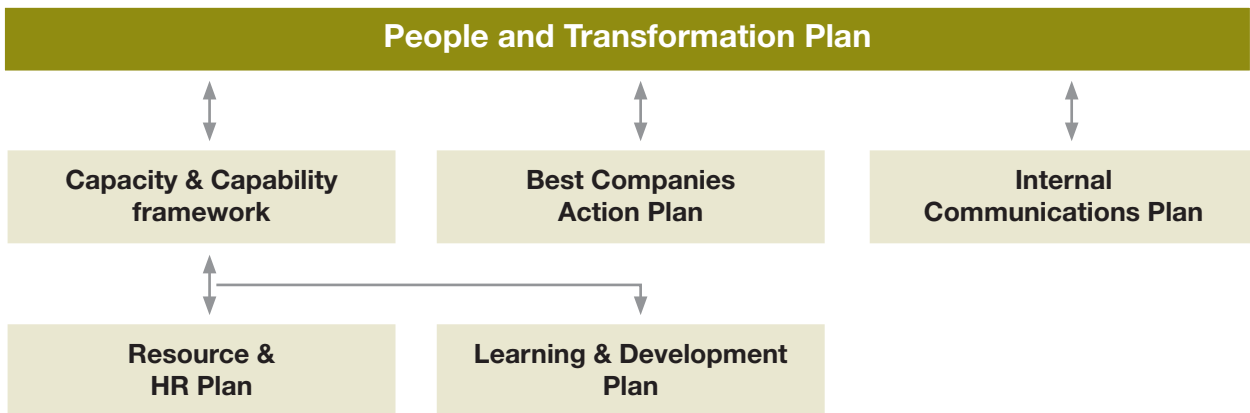 People and Transformation Plan
Capacity & Capability
framework
Best Companies
Action Plan
Internal
Communications Plan
Resource &
HR Plan
Learning & Development
Plan